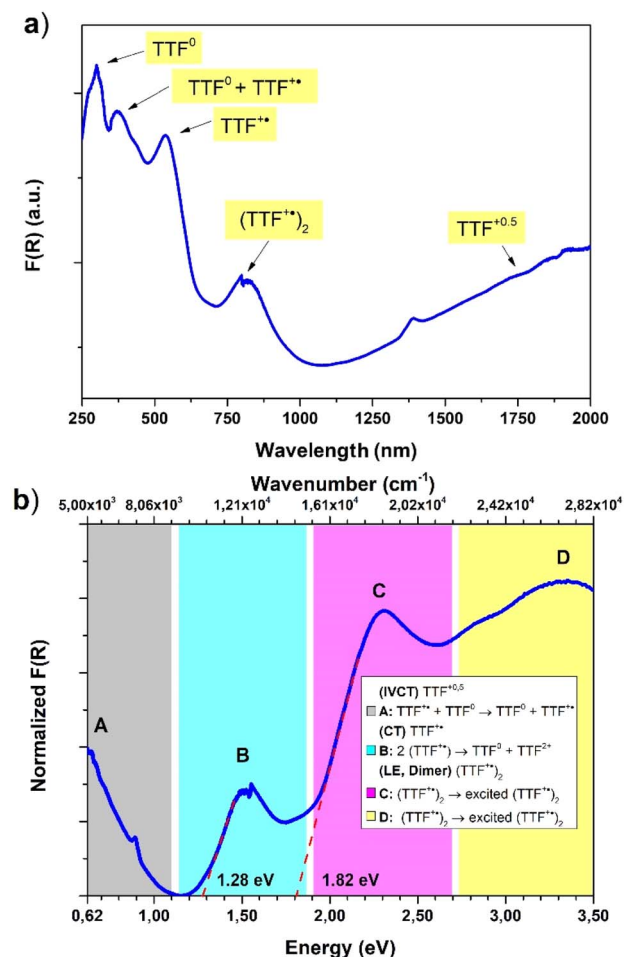 a)
TTF⁰
TTF⁰ + TTF⁺•
TTF⁺•
(TTF⁺•)₂
TTF⁺⁰·⁵
F(R) (a.u.)
250 500 750 1000 1250 1500 1750 2000
Wavelength (nm)
b)
Wavenumber (cm⁻¹)
5,00x10³ 8,06x10³ 1,21x10⁴ 1,61x10⁴ 2,02x10⁴ 2,42x10⁴ 2,82x10⁴
A
B
C
D
Normalized F(R)
(IVCT) TTF⁺⁰,⁵
A: TTF⁺• + TTF⁰ → TTF⁰ + TTF⁺•
(CT) TTF⁺•
B: 2 (TTF⁺•) → TTF⁰ + TTF²⁺
(LE, Dimer) (TTF⁺•)₂
C: (TTF⁺•)₂ → excited (TTF⁺•)₂
D: (TTF⁺•)₂ → excited (TTF⁺•)₂
1.28 eV
1.82 eV
0,62 1,00 1,50 2,00 2,50 3,00 3,50
Energy (eV)